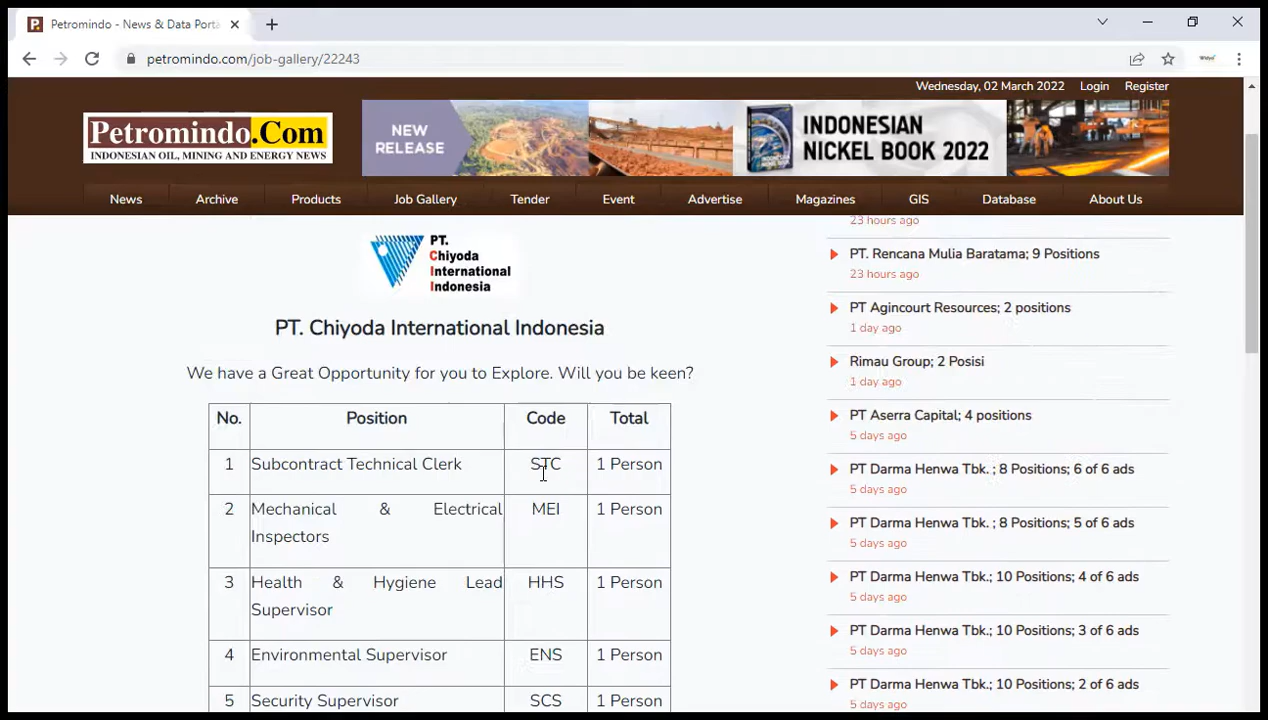 Petromindo - News & Data Porta
petromindo.com/job-gallery/22243
Wednesday, 02 March 2022 Login Register
Petromindo.Com
INDONESIAN OIL, MINING AND ENERGY NEWS
NEW
RELEASE
INDONESIAN
NICKEL BOOK 2022
News Archive Products Job Gallery Tender Event Advertise Magazines GIS Database About Us
PT.
Chiyoda
International
Indonesia
PT. Chiyoda International Indonesia
We have a Great Opportunity for you to Explore. Will you be keen?
No. Position Code Total
1 Subcontract Technical Clerk STC 1 Person
2 Mechanical & Electrical MEI 1 Person
Inspectors
3 Health & Hygiene Lead HHS 1 Person
Supervisor
4 Environmental Supervisor ENS 1 Person
5 Security Supervisor SCS 1 Person
23 hours ago
PT. Rencana Mulia Baratama; 9 Positions
23 hours ago
PT Agincourt Resources; 2 positions
1 day ago
Rimau Group; 2 Posisi
1 day ago
PT Aserra Capital; 4 positions
5 days ago
PT Darma Henwa Tbk. ; 8 Positions; 6 of 6 ads
5 days ago
PT Darma Henwa Tbk. ; 8 Positions; 5 of 6 ads
5 days ago
PT Darma Henwa Tbk.; 10 Positions; 4 of 6 ads
5 days ago
PT Darma Henwa Tbk.; 10 Positions; 3 of 6 ads
5 days ago
PT Darma Henwa Tbk.; 10 Positions; 2 of 6 ads
5 days ago